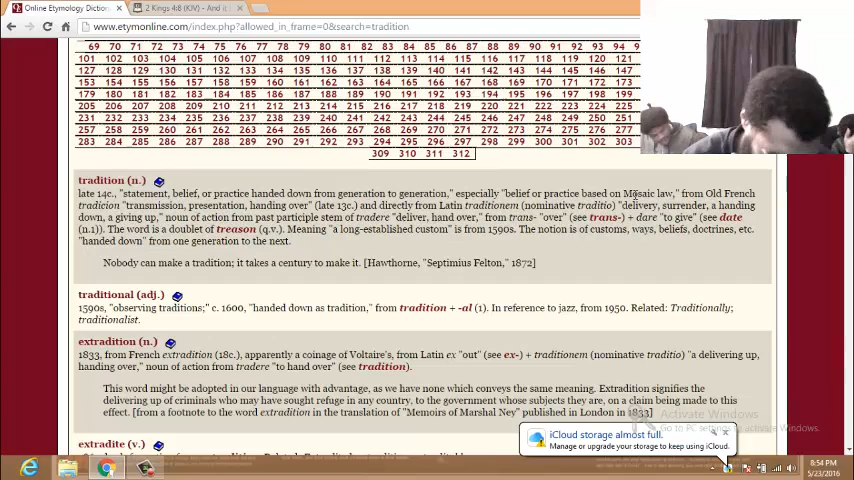 Online Etymology Dictio
2 Kings 4:8 (KJV) - And it
www.etymonline.com/index.php?allowed_in_frame=0&search=tradition
69 70 71 72 73 74 75 76 77 78 79 80 81 82 83 84 85 86 87 88 89 90 91 92 93 94 9
101 102 103 104 105 106 107 108 109 110 111 112 113 114 115 116 117 118 119 120 121
127 128 129 130 131 132 133 134 135 136 137 138 139 140 141 142 143 144 145 146 147
153 154 155 156 157 158 159 160 161 162 163 164 165 166 167 168 169 170 171 172 173
179 180 181 182 183 184 185 186 187 188 189 190 191 192 193 194 195 196 197 198 199
205 206 207 208 209 210 211 212 213 214 215 216 217 218 219 220 221 222 223 224 225
231 232 233 234 235 236 237 238 239 240 241 242 243 244 245 246 247 248 249 250 251
257 258 259 260 261 262 263 264 265 266 267 268 269 270 271 272 273 274 275 276 277
283 284 285 286 287 288 289 290 291 292 293 294 295 296 297 298 299 300 301 302 303
309 310 311 312
tradition (n.)
late 14c., "statement, belief, or practice handed down from generation to generation," especially "belief or practice based on Mosaic law," from Old French
tradicion "transmission, presentation, handing over" (late 13c.) and directly from Latin traditionem (nominative traditio) "delivery, surrender, a handing
down, a giving up," noun of action from past participle stem of tradere "deliver, hand over," from trans- "over" (see trans-) + dare "to give" (see date
(n.1)). The word is a doublet of treason (q.v.). Meaning "a long-established custom" is from 1590s. The notion is of customs, ways, beliefs, doctrines, etc.
"handed down" from one generation to the next.
Nobody can make a tradition; it takes a century to make it. [Hawthorne, "Septimius Felton," 1872]
traditional (adj.)
1590s, "observing traditions;" c. 1600, "handed down as tradition," from tradition + -al (1). In reference to jazz, from 1950. Related: Traditionally;
traditionalist.
extradition (n.)
1833, from French extradition (18c.), apparently a coinage of Voltaire's, from Latin ex "out" (see ex-) + traditionem (nominative traditio) "a delivering up,
handing over," noun of action from tradere "to hand over" (see tradition).
This word might be adopted in our language with advantage, as we have none which conveys the same meaning. Extradition signifies the
delivering up of criminals who may have sought refuge in any country, to the government whose subjects they are, on a claim being made to this
effect. [from a footnote to the word extradition in the translation of "Memoirs of Marshal Ney" published in London in 1833]
Activate Windows
Go to PC settings to activate Windows.
extradite (v.)
iCloud storage almost full.
Manage or upgrade your storage to keep using iCloud.
8:54 PM
5/23/2016